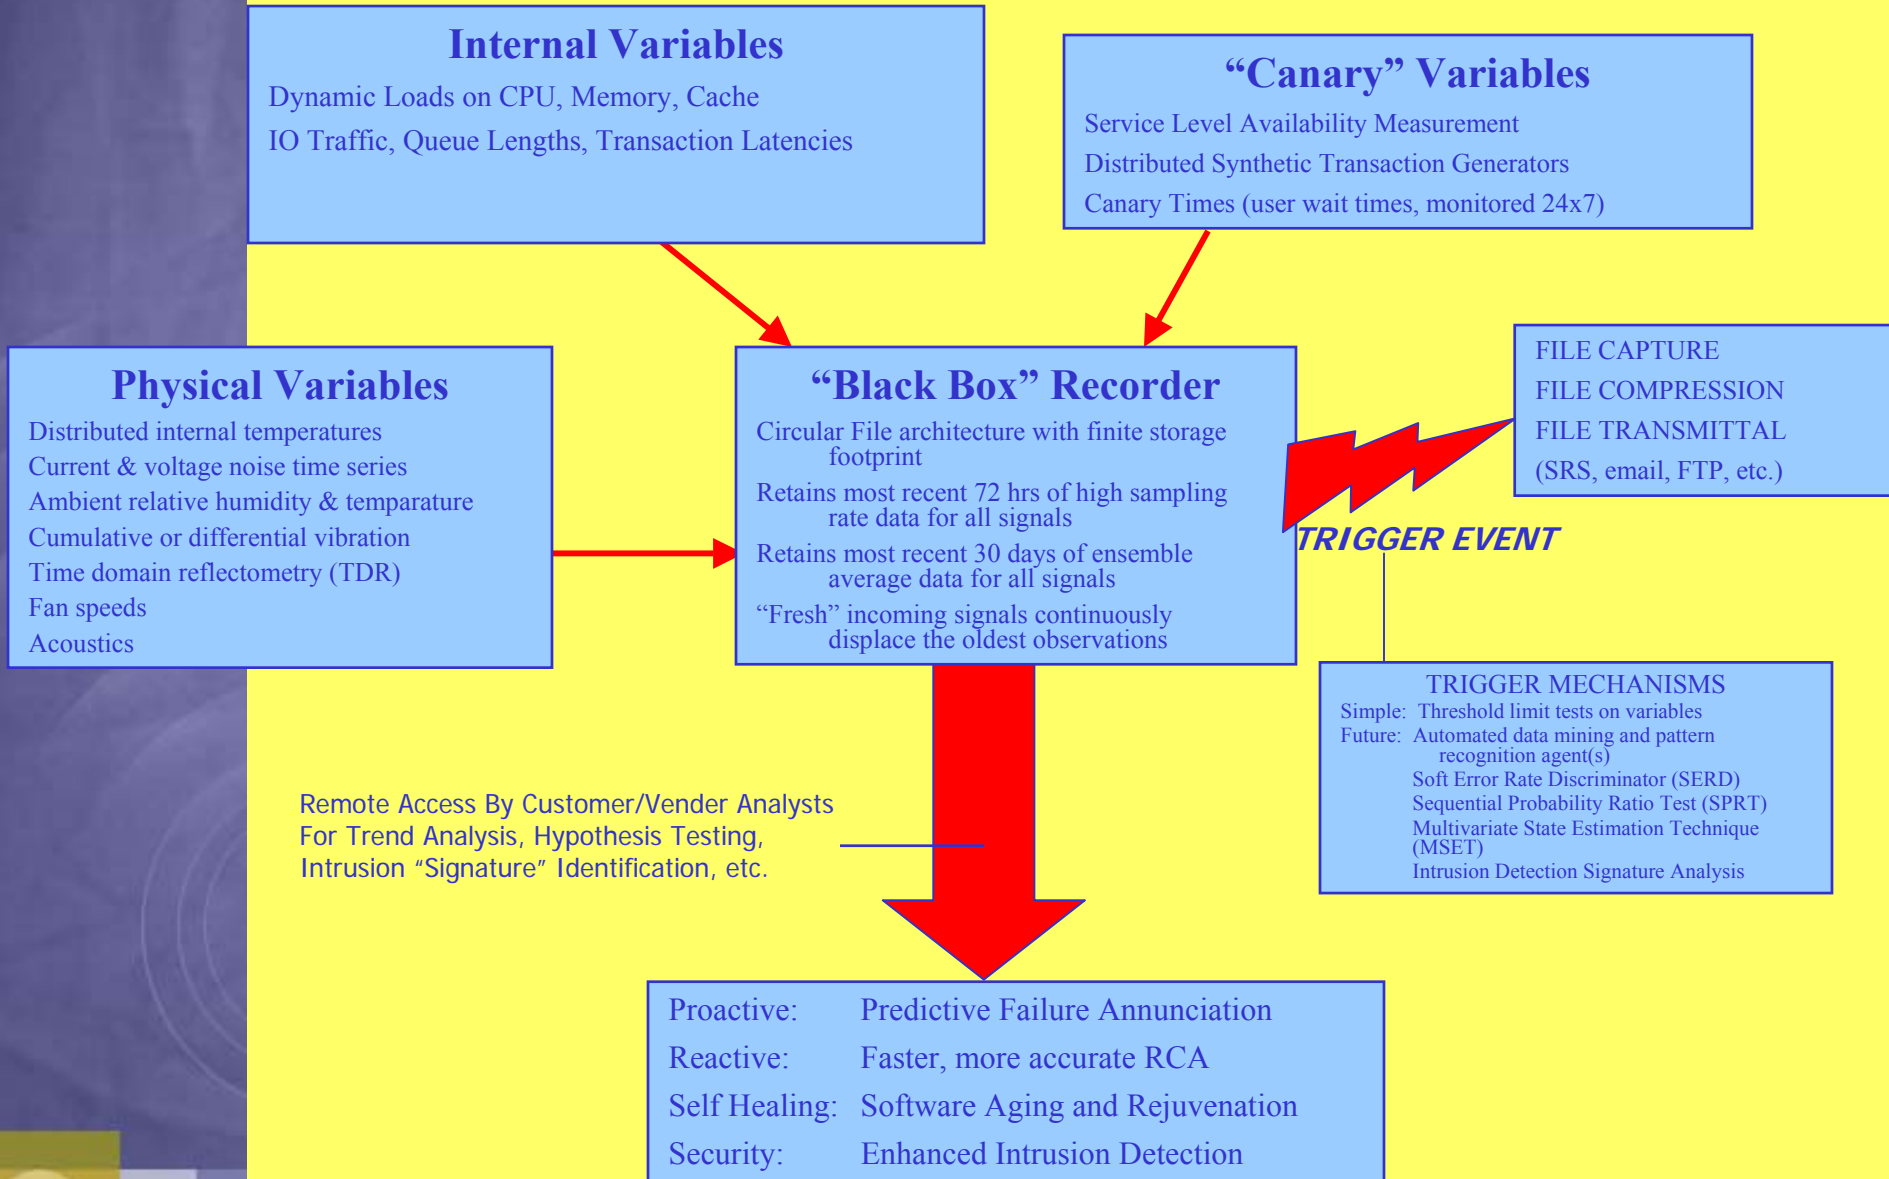 Internal Variables
Dynamic Loads on CPU, Memory, Cache
IO Traffic, Queue Lengths, Transaction Latencies
“Canary” Variables
Service Level Availability Measurement
Distributed Synthetic Transaction Generators
Canary Times (user wait times, monitored 24x7)
Physical Variables
Distributed internal temperatures
Current & voltage noise time series
Ambient relative humidity & temparature
Cumulative or differential vibration
Time domain reflectometry (TDR)
Fan speeds
Acoustics
“Black Box” Recorder
Circular File architecture with finite storage
footprint
Retains most recent 72 hrs of high sampling
rate data for all signals
Retains most recent 30 days of ensemble
average data for all signals
“Fresh” incoming signals continuously
displace the oldest observations
FILE CAPTURE
FILE COMPRESSION
FILE TRANSMITTAL
(SRS, email, FTP, etc.)
TRIGGER EVENT
TRIGGER MECHANISMS
Simple: Threshold limit tests on variables
Future: Automated data mining and pattern
recognition agent(s)
Soft Error Rate Discriminator (SERD)
Sequential Probability Ratio Test (SPRT)
Multivariate State Estimation Technique
(MSET)
Intrusion Detection Signature Analysis
Remote Access By Customer/Vender Analysts
For Trend Analysis, Hypothesis Testing,
Intrusion “Signature” Identification, etc.
Proactive: Predictive Failure Annunciation
Reactive: Faster, more accurate RCA
Self Healing: Software Aging and Rejuvenation
Security: Enhanced Intrusion Detection